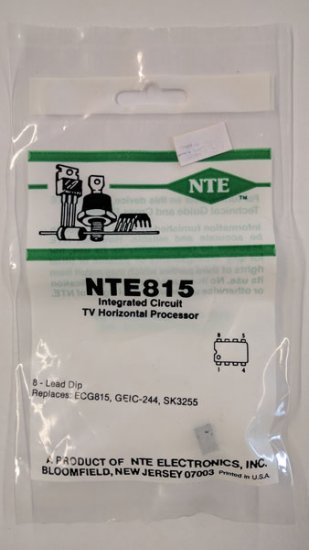 NTE
TM
NTE815
Integrated Circuit
TV Horizontal Processor
8 5
1 4
8 - Lead Dip
Replaces: ECG815, GEIC-244, SK3255
A PRODUCT OF NTE ELECTRONICS, INC.
BLOOMFIELD, NEW JERSEY 07003 Printed in U.S.A.